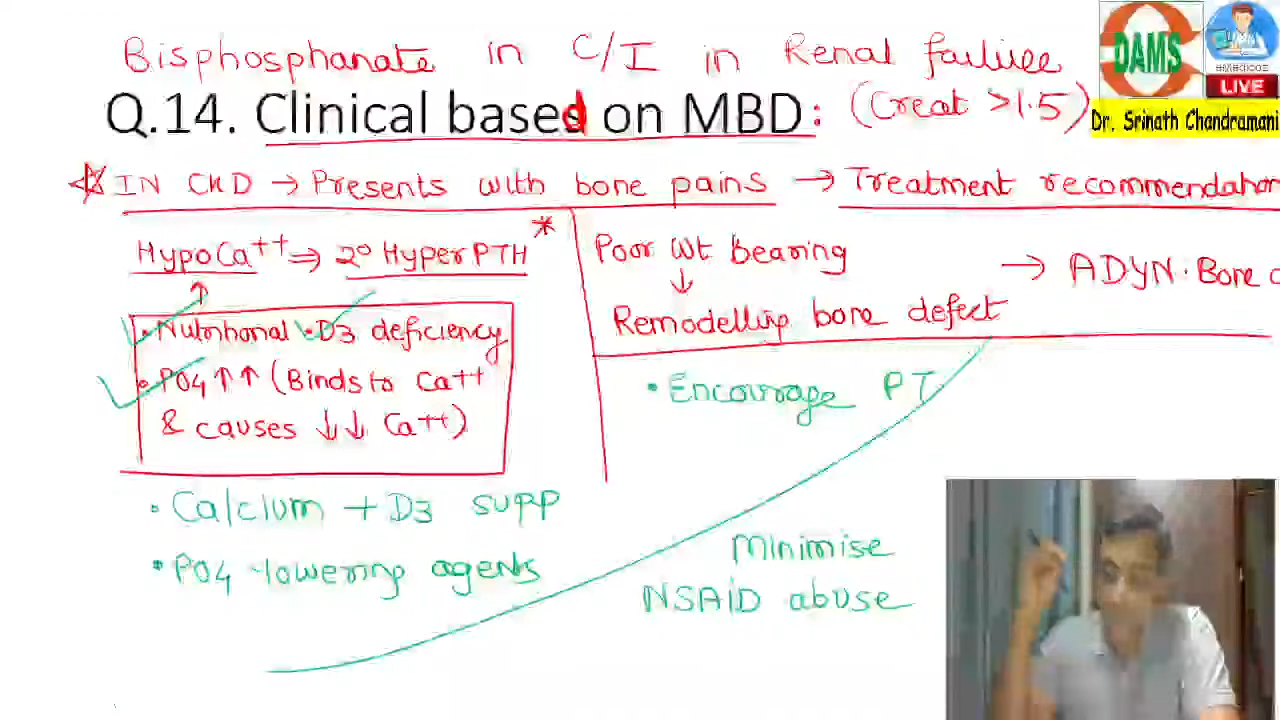 Bisphosphanate in C/I in Renal failure
Q.14. Clinical based on MBD: (Creat >1.5)
DAMS
LIVE
Dr. Srinath Chandramani
IN CKD → Presents with bone pains → Treatment recommendation
HypoCa++ ⇒ 2° HyperPTH *
• Nutritional • D3 deficiency
• PO4 ↑↑ (Binds to Ca++
& causes ↓↓ Ca++)
• Calcium + D3 supp
• PO4 -lowering agents
Poor wt bearing
↓
Remodelling bone defect
→ ADYN. Bone
• Encourage PT
Minimise
NSAID abuse